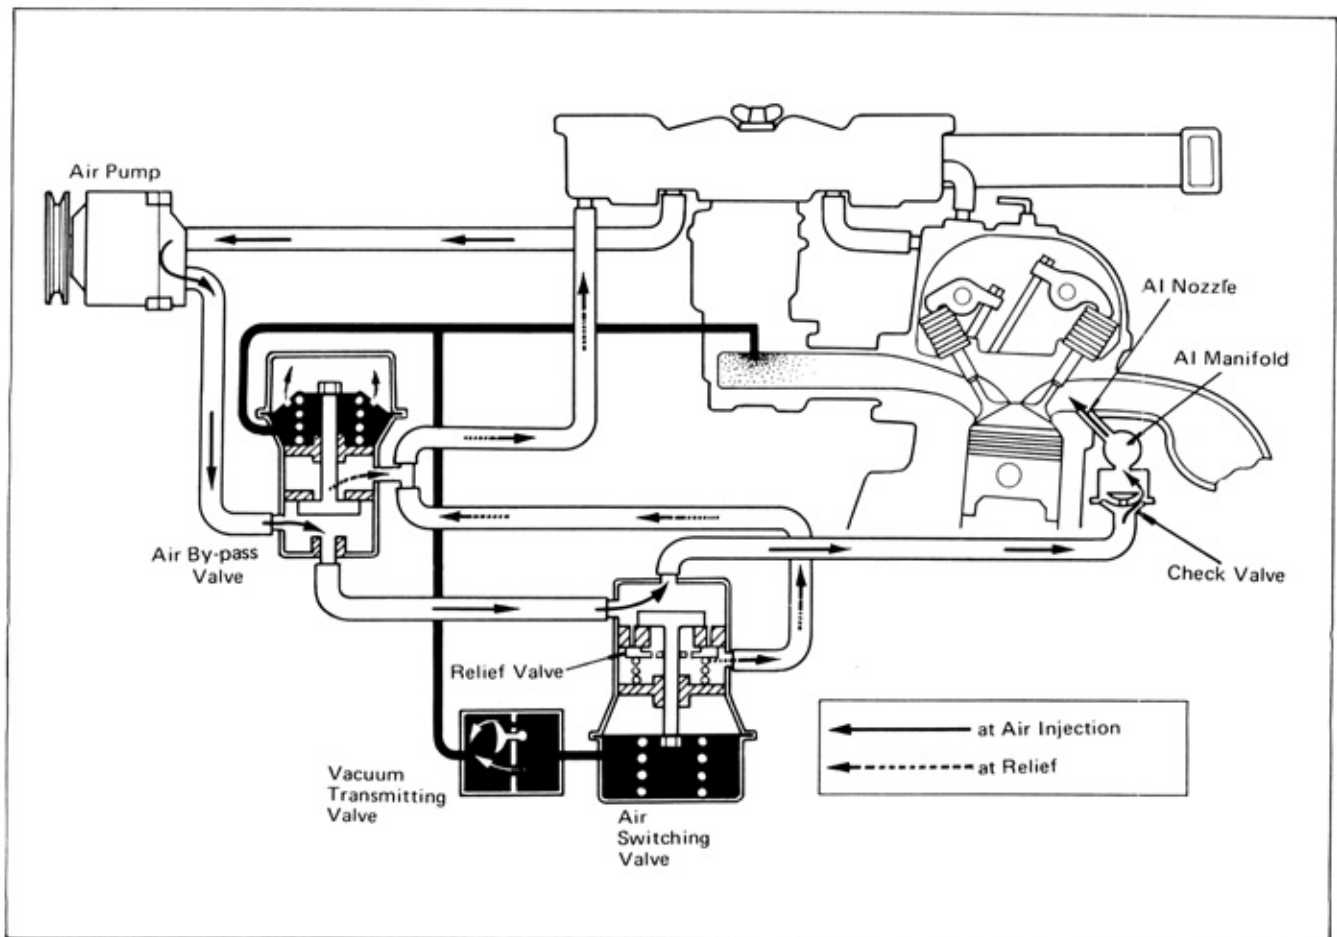 Air Pump
AI Nozzle
AI Manifold
Air By-pass
Valve
Check Valve
Relief Valve
at Air Injection
at Relief
Vacuum
Transmitting
Valve
Air
Switching
Valve